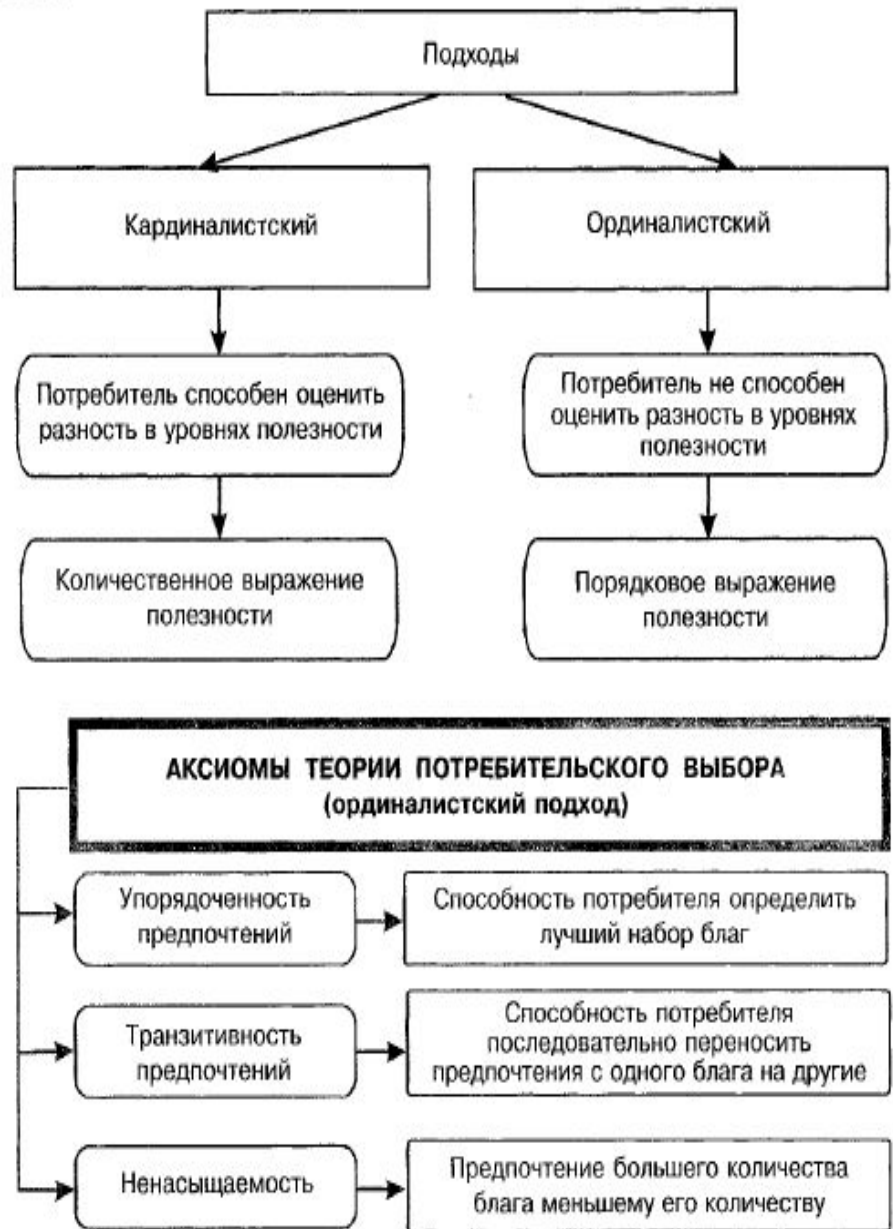 Подходы
Кардиналистский
Ординалистский
Потребитель способен оценить
разность в уровнях полезности
Потребитель не способен
оценить разность в уровнях
полезности
Количественное выражение
полезности
Порядковое выражение
полезности
АКСИОМЫ ТЕОРИИ ПОТРЕБИТЕЛЬСКОГО ВЫБОРА
(ординалистский подход)
Упорядоченность
предпочтений
Способность потребителя определить
лучший набор благ
Транзитивность
предпочтений
Способность потребителя
последовательно переносить
предпочтения с одного блага на другие
Ненасыщаемость
Предпочтение большего количества
блага меньшему его количеству